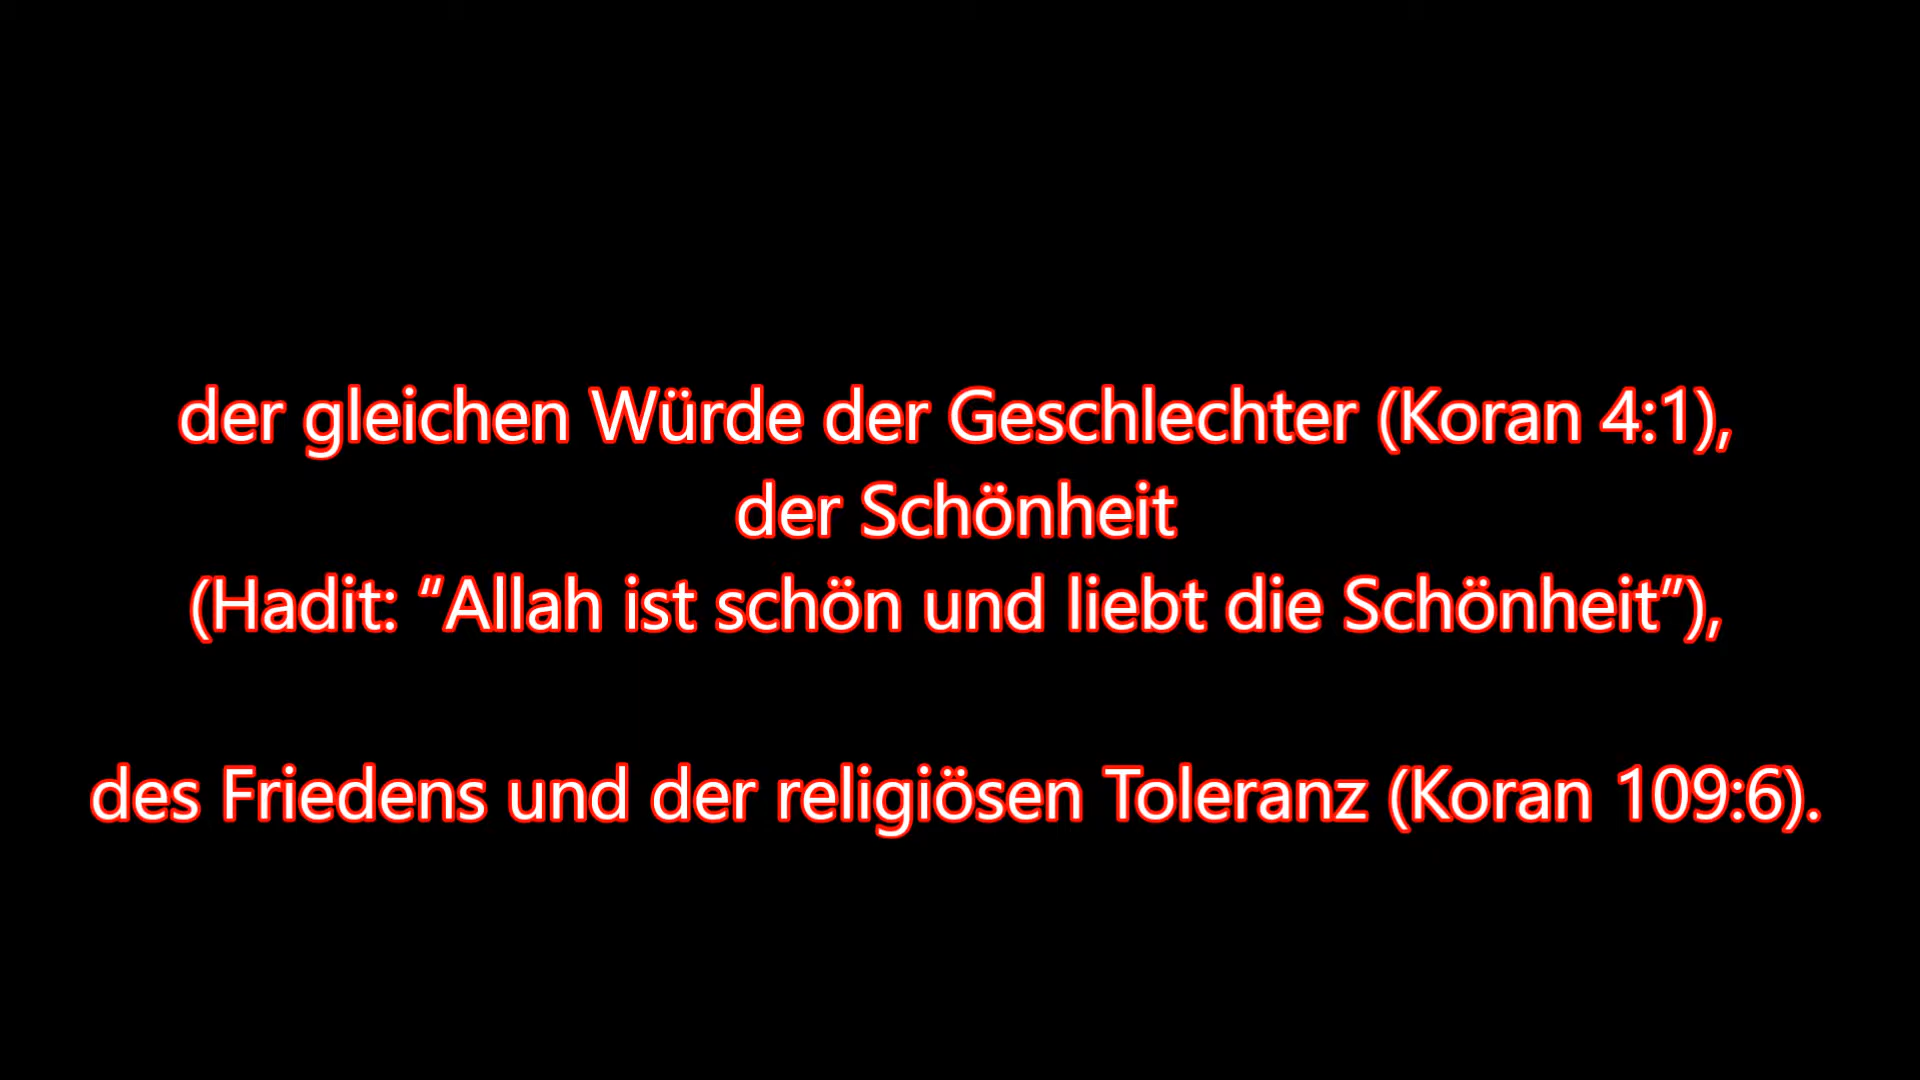 der gleichen Würde der Geschlechter (Koran 4:1),
der Schönheit
(Hadit: “Allah ist schön und liebt die Schönheit”),
des Friedens und der religiösen Toleranz (Koran 109:6).